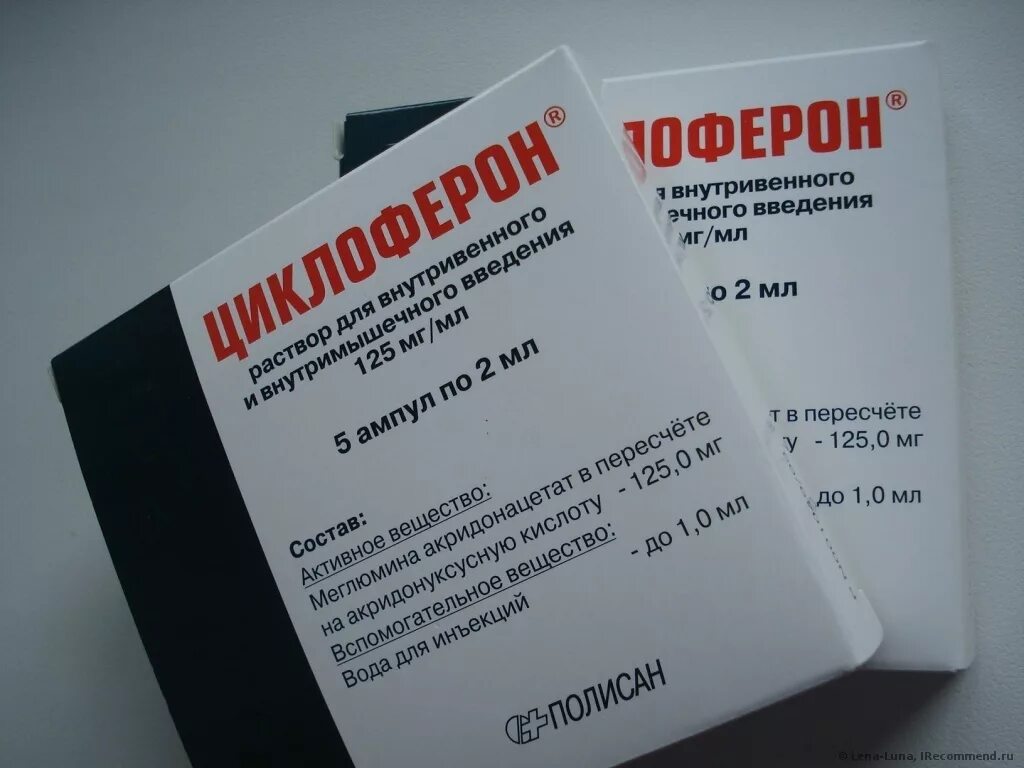 ЦИКЛОФЕРОН®
раствор для внутривенного
и внутримышечного введения
125 мг/мл
5 ампул по 2 мл
Состав:
Активное вещество:
Меглюмина акридонацетат в пересчёте
на акридонуксусную кислоту - 125,0 мг
Вспомогательное вещество:
Вода для инъекций - до 1,0 мл
ПОЛИСАН
ЛОФЕРОН®
я внутривенного
ечного введения
мг/мл
по 2 мл
т в пересчёте
ту - 125,0 мг
до 1,0 мл
© Lena-Luna, IRecommend.ru